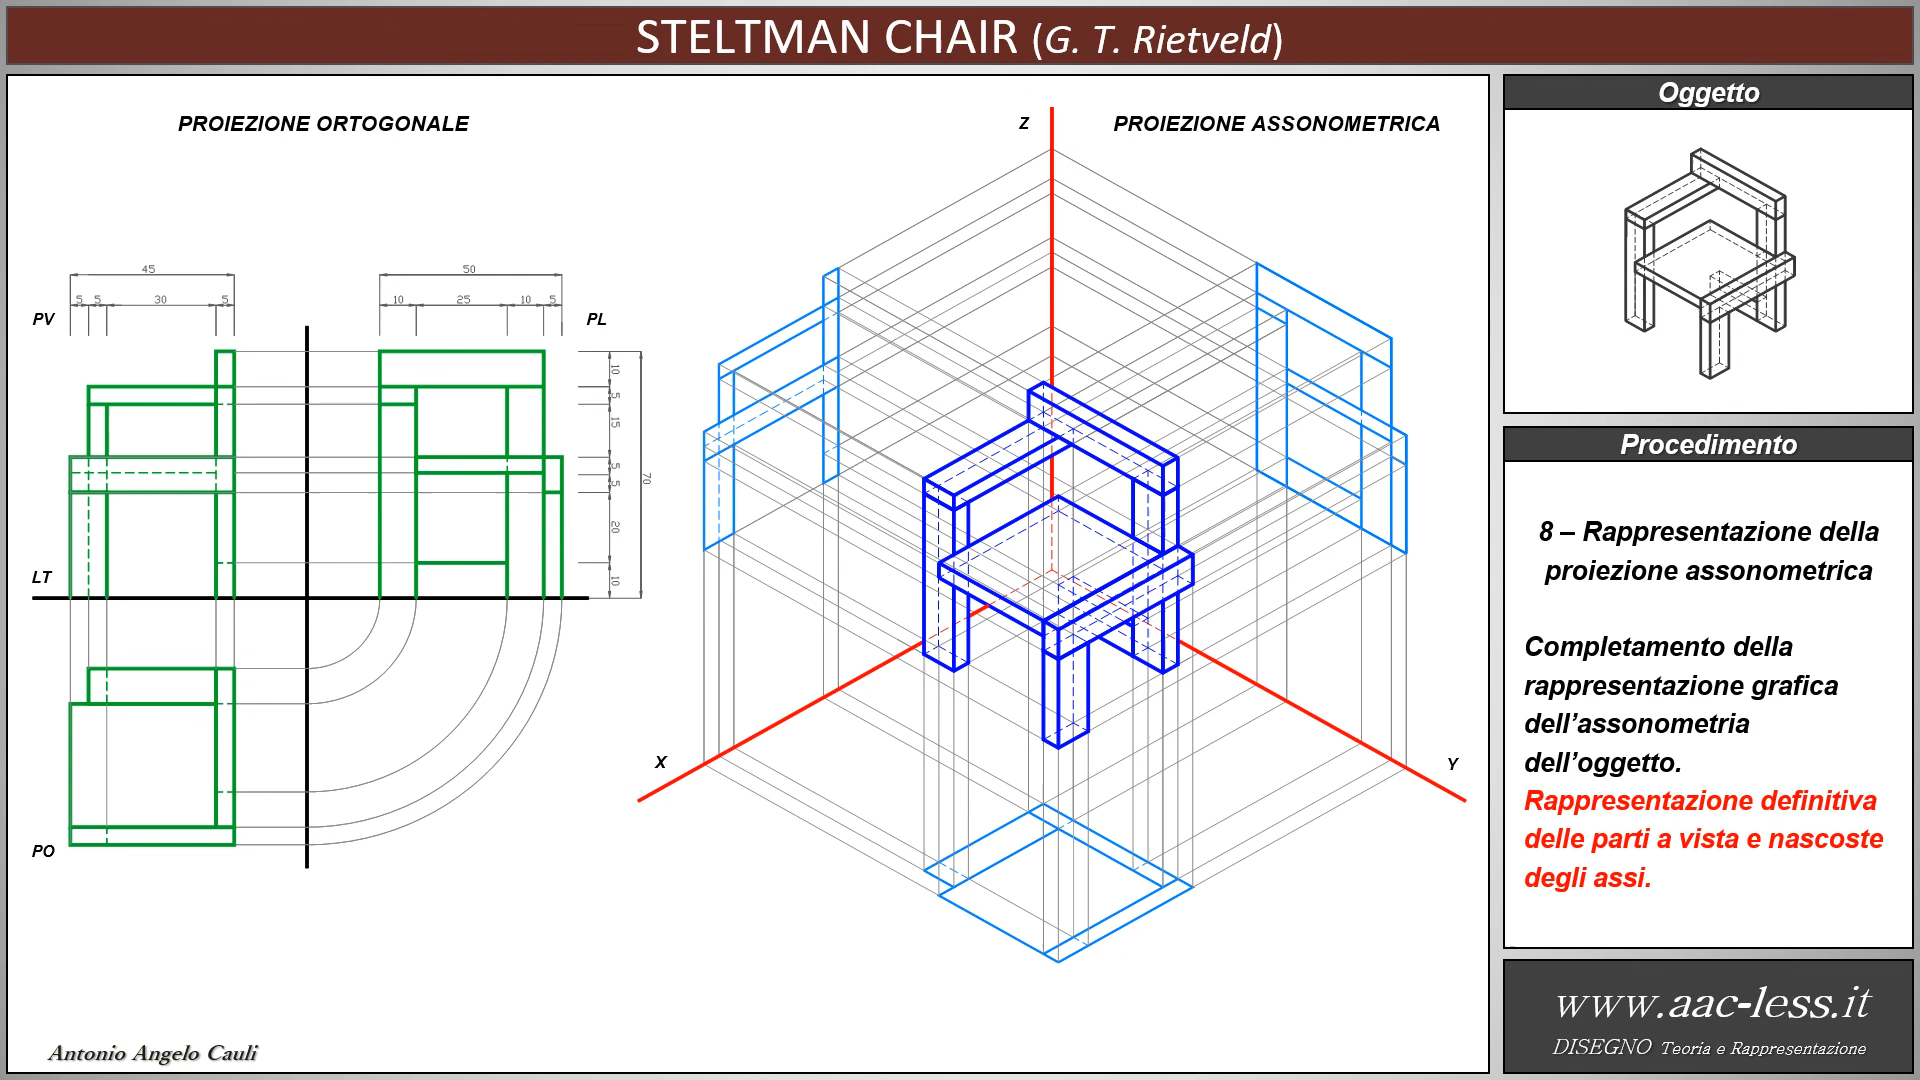 STELTMAN CHAIR (G. T. Rietveld)
PROIEZIONE ORTOGONALE
PROIEZIONE ASSONOMETRICA
Z
45
50
5
5
30
5
10
25
10
5
PV
PL
10
5
15
5
5
70
20
10
LT
PO
X
Y
Antonio Angelo Cauli
Oggetto
Procedimento
8 – Rappresentazione della
proiezione assonometrica
Completamento della
rappresentazione grafica
dell’assonometria
dell’oggetto.
Rappresentazione definitiva
delle parti a vista e nascoste
degli assi.
www.aac-less.it
DISEGNO Teoria e Rappresentazione